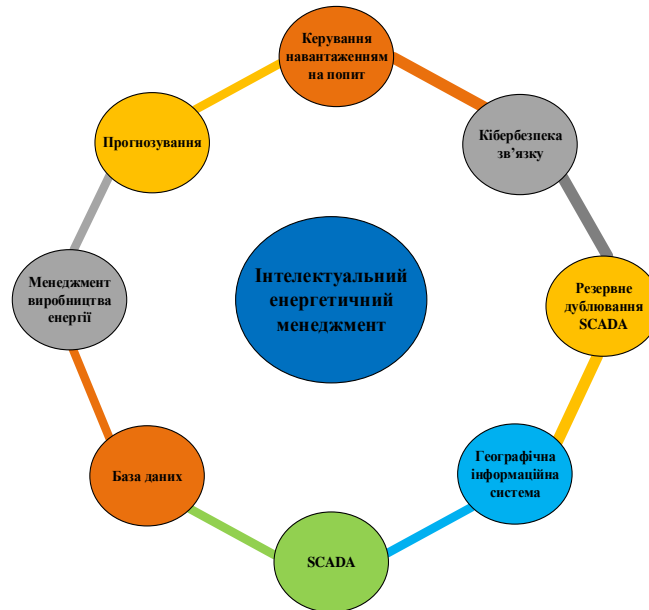 Керування
навантаженням
на попит
Прогнозування
Кібербезпека
зв’язку
Менеджмент
виробництва
енергії
Інтелектуальний
енергетичний
менеджмент
Резервне
дублювання
SCADA
База даних
Географічна
інформаційна
система
SCADA